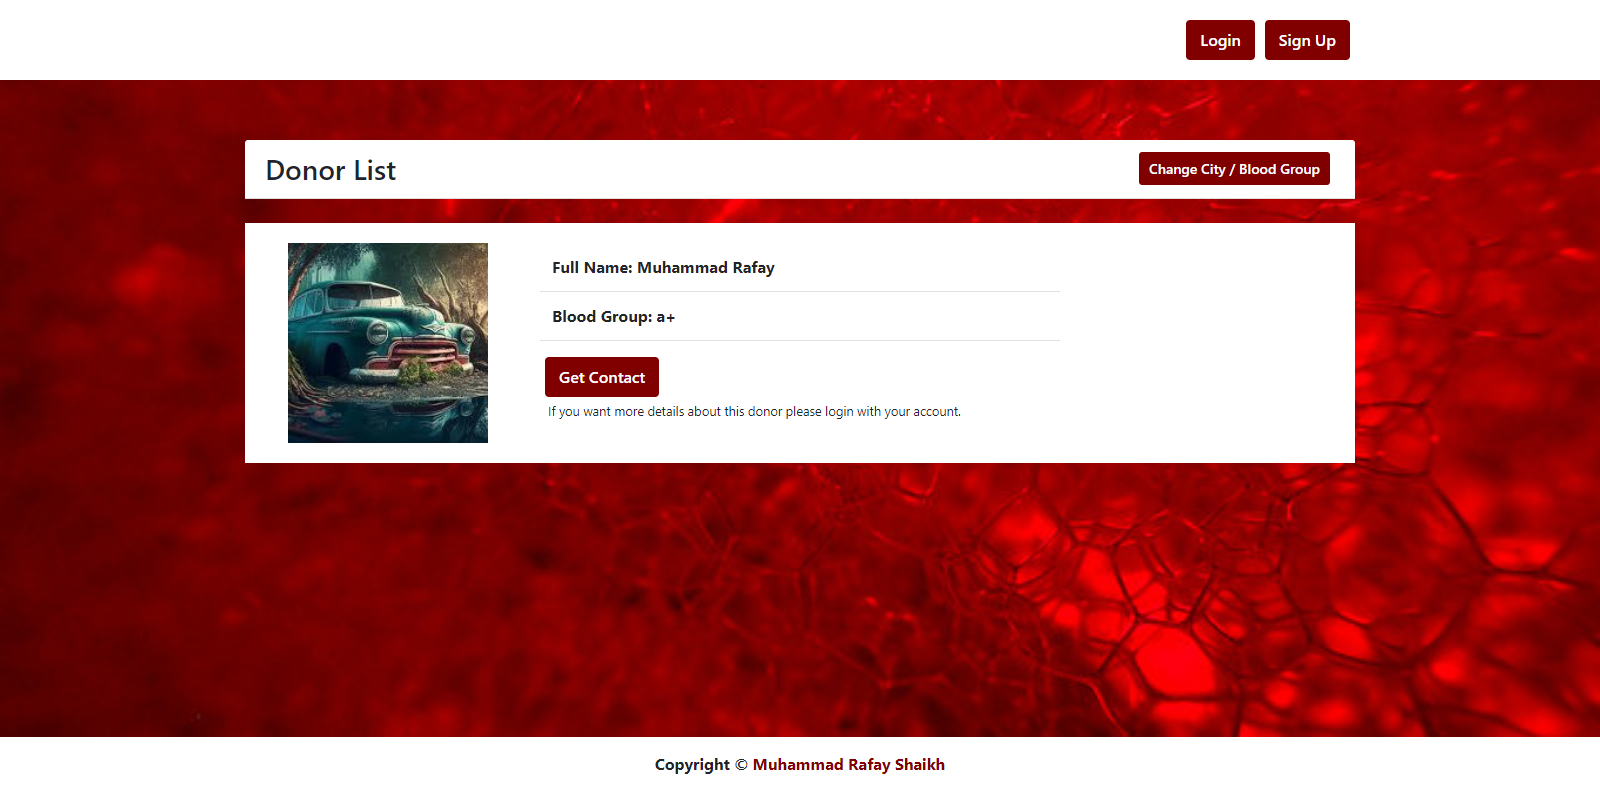 Login Sign Up
Donor List Change City / Blood Group
Full Name: Muhammad Rafay
Blood Group: a+
Get Contact
If you want more details about this donor please login with your account.
Copyright © Muhammad Rafay Shaikh